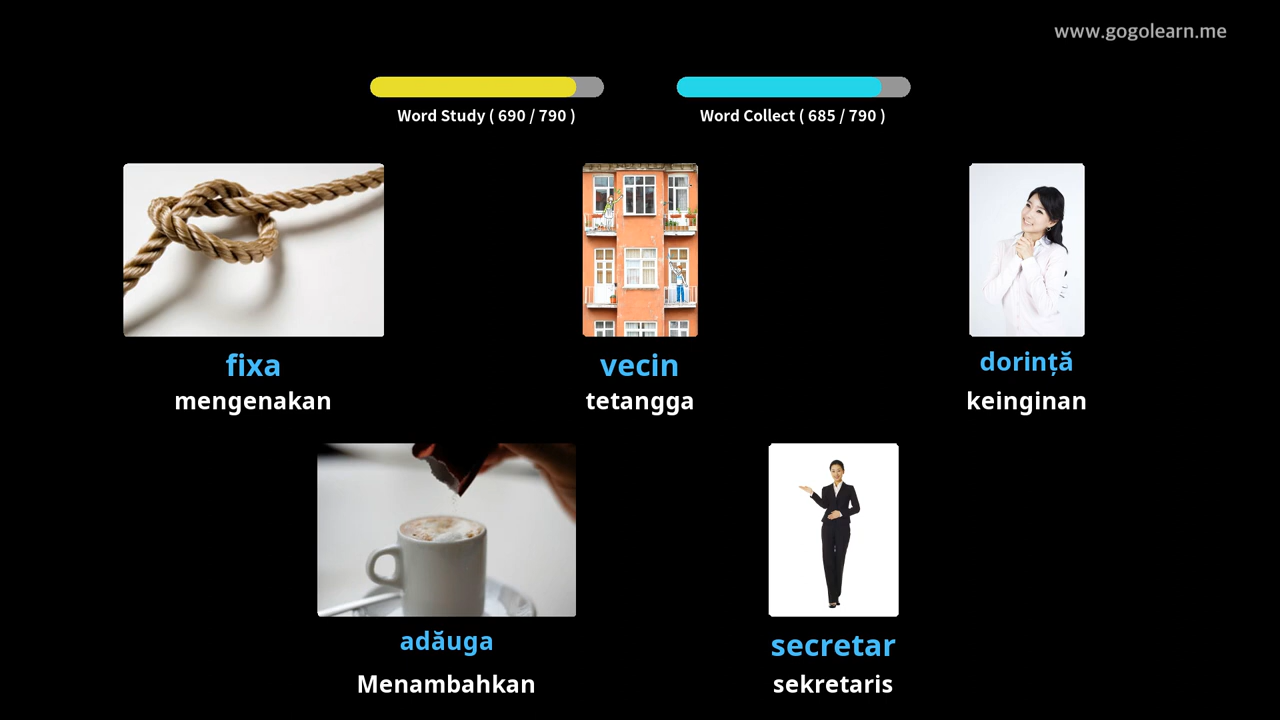 www.gogolearn.me
Word Study ( 690 / 790 )
Word Collect ( 685 / 790 )
fixa
mengenakan
vecin
tetangga
dorință
keinginan
adăuga
Menambahkan
secretar
sekretaris